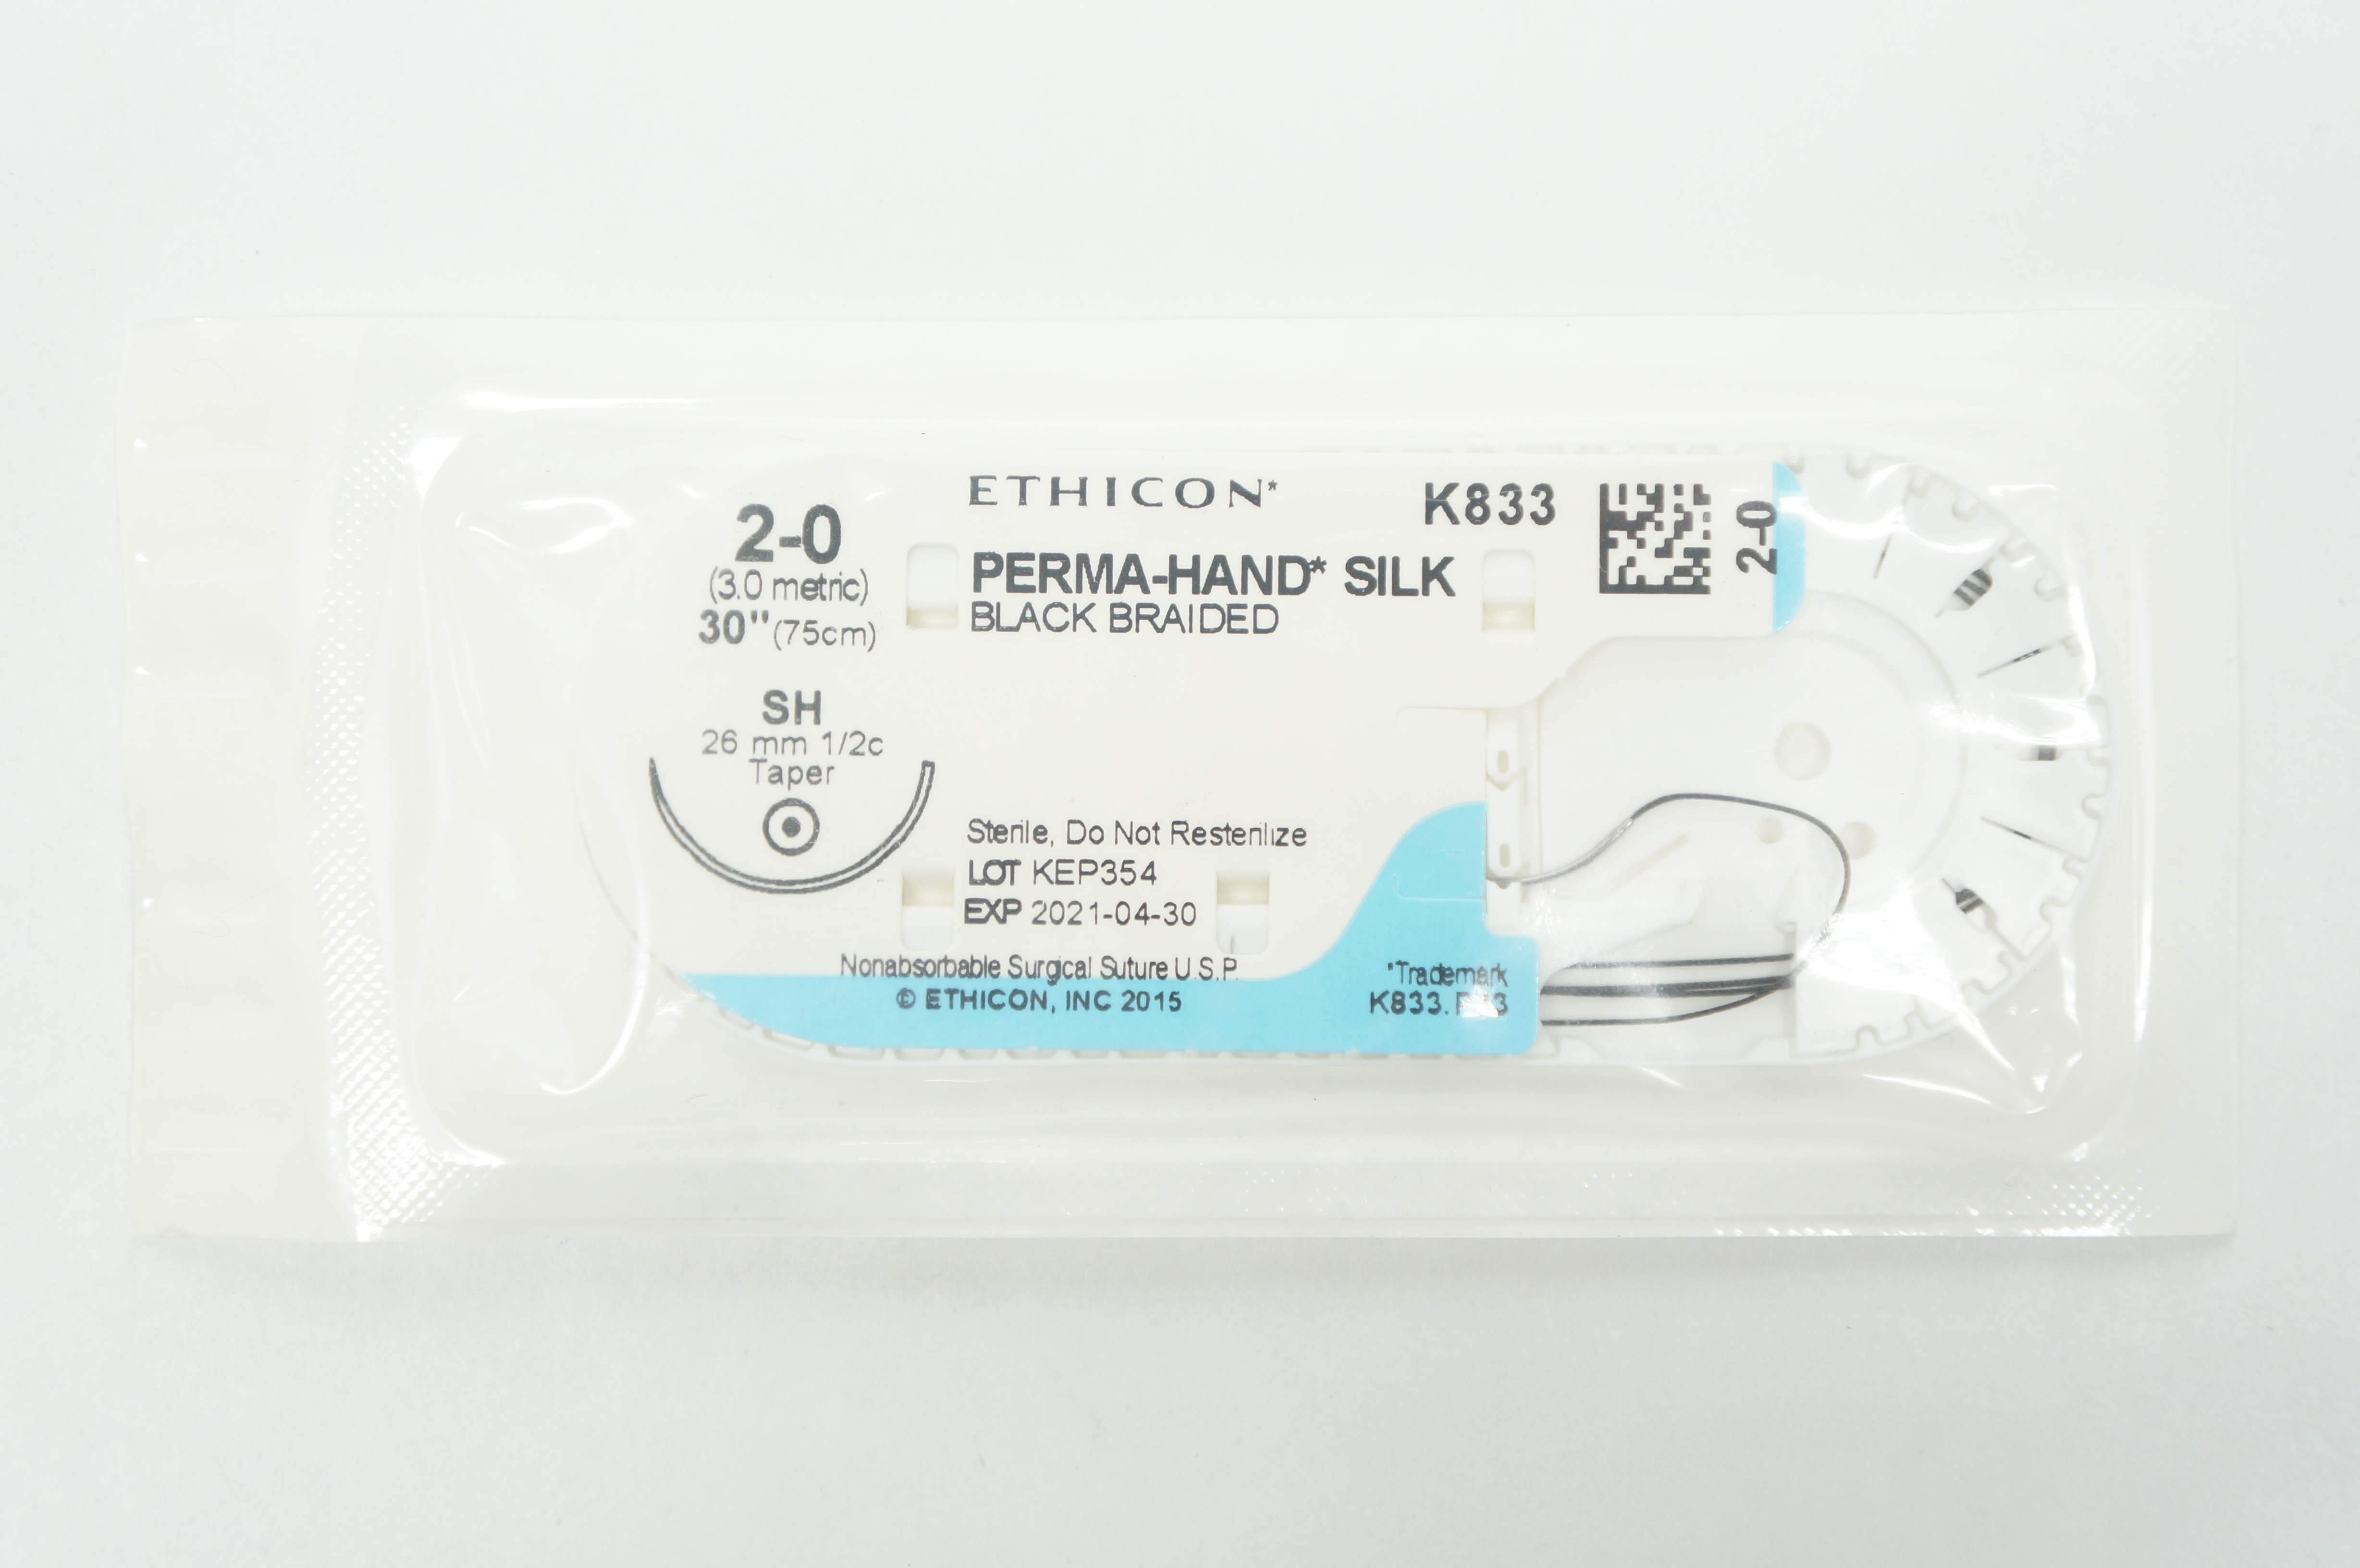 ETHICON*
K833
2-0
2-0
(3.0 metric)
30" (75cm)
PERMA-HAND* SILK
BLACK BRAIDED
SH
26 mm 1/2c
Taper
Sterile, Do Not Resterilize
LOT KEP354
EXP 2021-04-30
Nonabsorbable Surgical Suture U.S.P.
© ETHICON, INC 2015
*Trademark